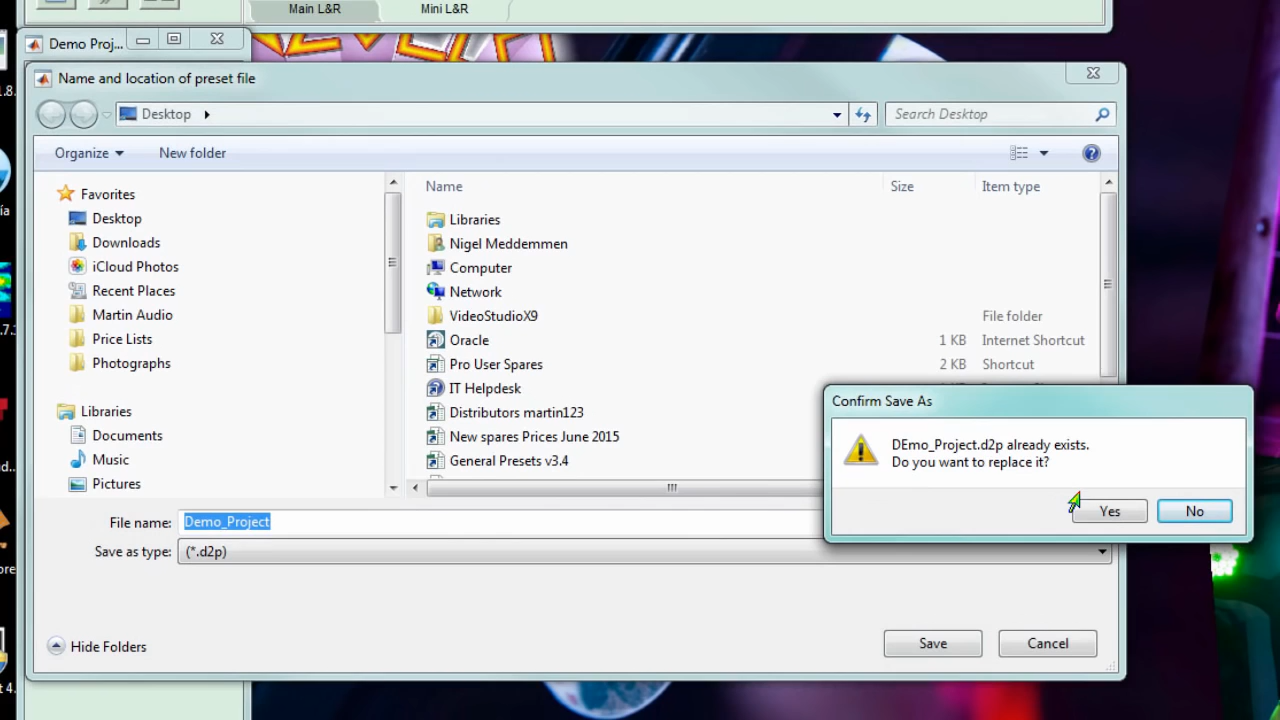 Main L&R
Mini L&R
Demo Proj...
Name and location of preset file
Desktop
Search Desktop
Organize
New folder
Name
Size
Item type
Favorites
Desktop
Downloads
iCloud Photos
Recent Places
Martin Audio
Price Lists
Photographs
Libraries
Documents
Music
Pictures
Libraries
Nigel Meddemmen
Computer
Network
VideoStudioX9 File folder
Oracle 1 KB Internet Shortcut
Pro User Spares 2 KB Shortcut
IT Helpdesk
Distributors martin123
New spares Prices June 2015
General Presets v3.4
Confirm Save As
DEmo_Project.d2p already exists.
Do you want to replace it?
Yes
No
File name: Demo_Project
Save as type: (*.d2p)
Hide Folders
Save
Cancel